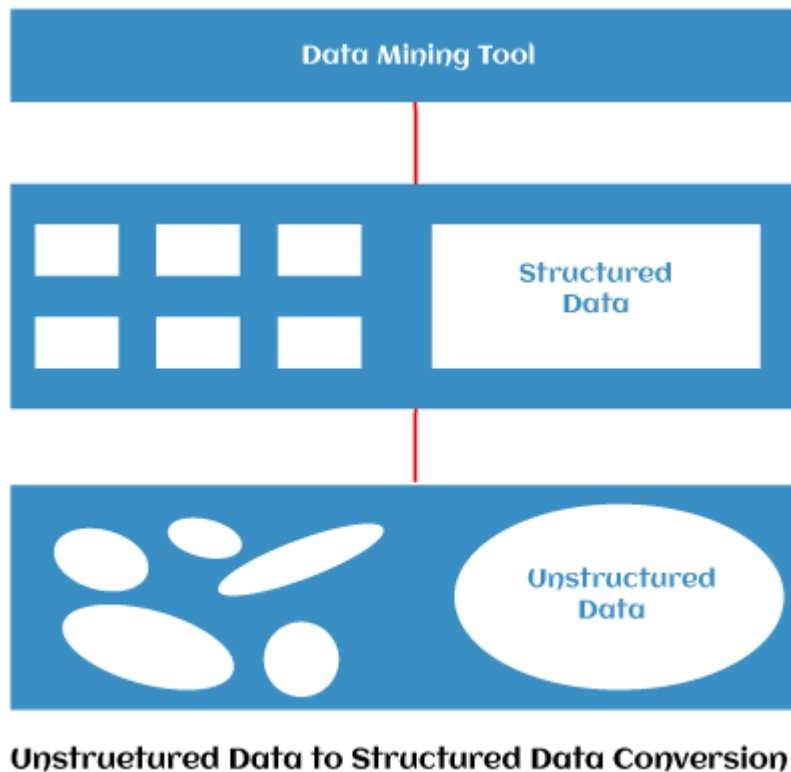 Data Mining Tool
Structured
Data
Unstructured
Data
Unstruetured Data to Structured Data Conversion